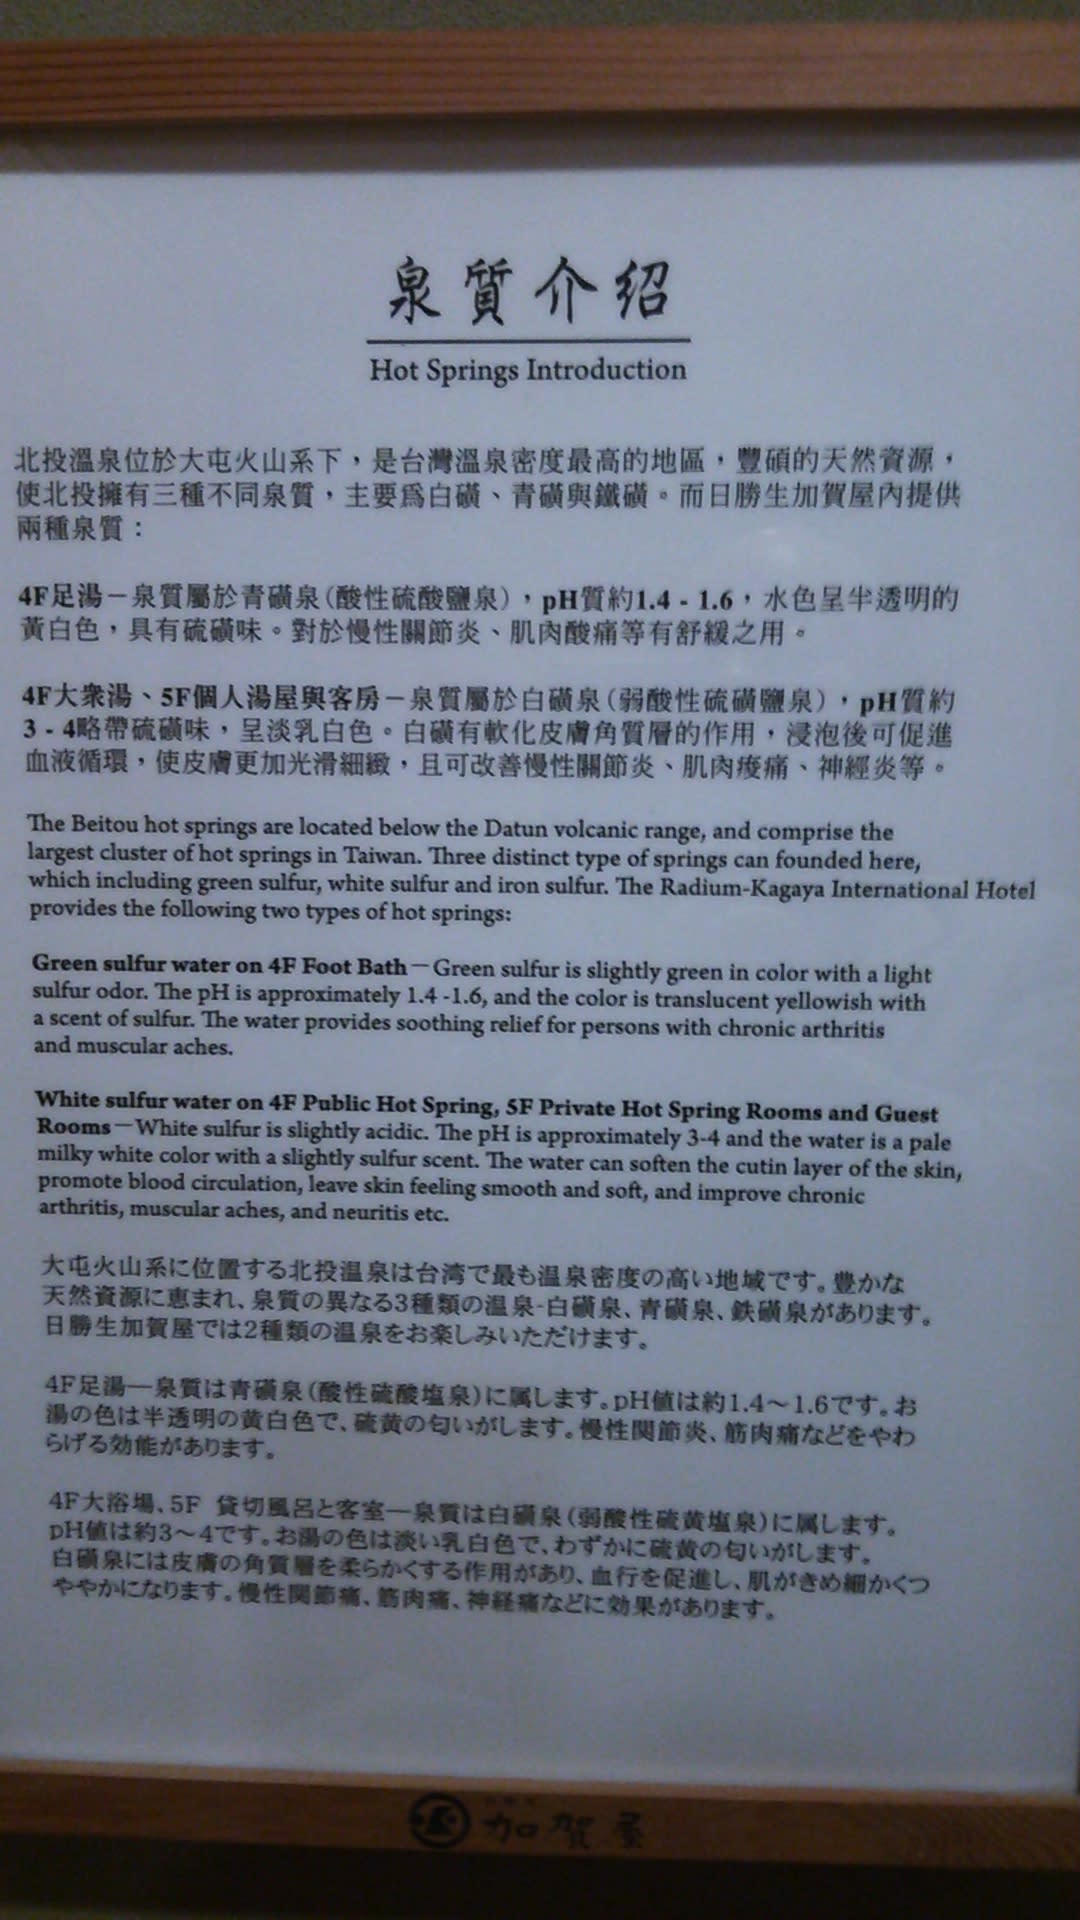 泉質介紹
Hot Springs Introduction
北投溫泉位於大屯火山系下，是台灣溫泉密度最高的地區，豐碩的天然資源，
使北投擁有三種不同泉質，主要為白磺、青磺與鐵磺。而日勝生加賀屋內提供
兩種泉質：
4F足湯－泉質屬於青磺泉(酸性硫酸鹽泉)，pH質約1.4 - 1.6，水色呈半透明的
黃白色，具有硫磺味。對於慢性關節炎、肌肉酸痛等有舒緩之用。
4F大衆湯、5F個人湯屋與客房－泉質屬於白磺泉(弱酸性硫磺鹽泉)，pH質約
3 - 4略帶硫磺味，呈淡乳白色。白磺有軟化皮膚角質層的作用，浸泡後可促進
血液循環，使皮膚更加光滑細緻，且可改善慢性關節炎、肌肉痠痛、神經炎等。
The Beitou hot springs are located below the Datun volcanic range, and comprise the
largest cluster of hot springs in Taiwan. Three distinct type of springs can founded here,
which including green sulfur, white sulfur and iron sulfur. The Radium-Kagaya International Hotel
provides the following two types of hot springs:
Green sulfur water on 4F Foot Bath－Green sulfur is slightly green in color with a light
sulfur odor. The pH is approximately 1.4 -1.6, and the color is translucent yellowish with
a scent of sulfur. The water provides soothing relief for persons with chronic arthritis
and muscular aches.
White sulfur water on 4F Public Hot Spring, 5F Private Hot Spring Rooms and Guest
Rooms－White sulfur is slightly acidic. The pH is approximately 3-4 and the water is a pale
milky white color with a slightly sulfur scent. The water can soften the cutin layer of the skin,
promote blood circulation, leave skin feeling smooth and soft, and improve chronic
arthritis, muscular aches, and neuritis etc.
大屯火山系に位置する北投温泉は台湾で最も温泉密度の高い地域です。豊かな
天然資源に恵まれ、泉質の異なる3種類の温泉-白磺泉、青磺泉、鉄磺泉があります。
日勝生加賀屋では2種類の温泉をお楽しみいただけます。
4F足湯―泉質は青磺泉(酸性硫酸塩泉)に属します。pH値は約1.4～1.6です。お
湯の色は半透明の黄白色で、硫黄の匂いがします。慢性関節炎、筋肉痛などをやわ
らげる効能があります。
4F大浴場、5F 貸切風呂と客室―泉質は白磺泉(弱酸性硫黄塩泉)に属します。
pH値は約3～4です。お湯の色は淡い乳白色で、わずかに硫黄の匂いがします。
白磺泉には皮膚の角質層を柔らかくする作用があり、血行を促進し、肌がきめ細かくつ
ややかになります。慢性関節痛、筋肉痛、神経痛などに効果があります。
加賀屋